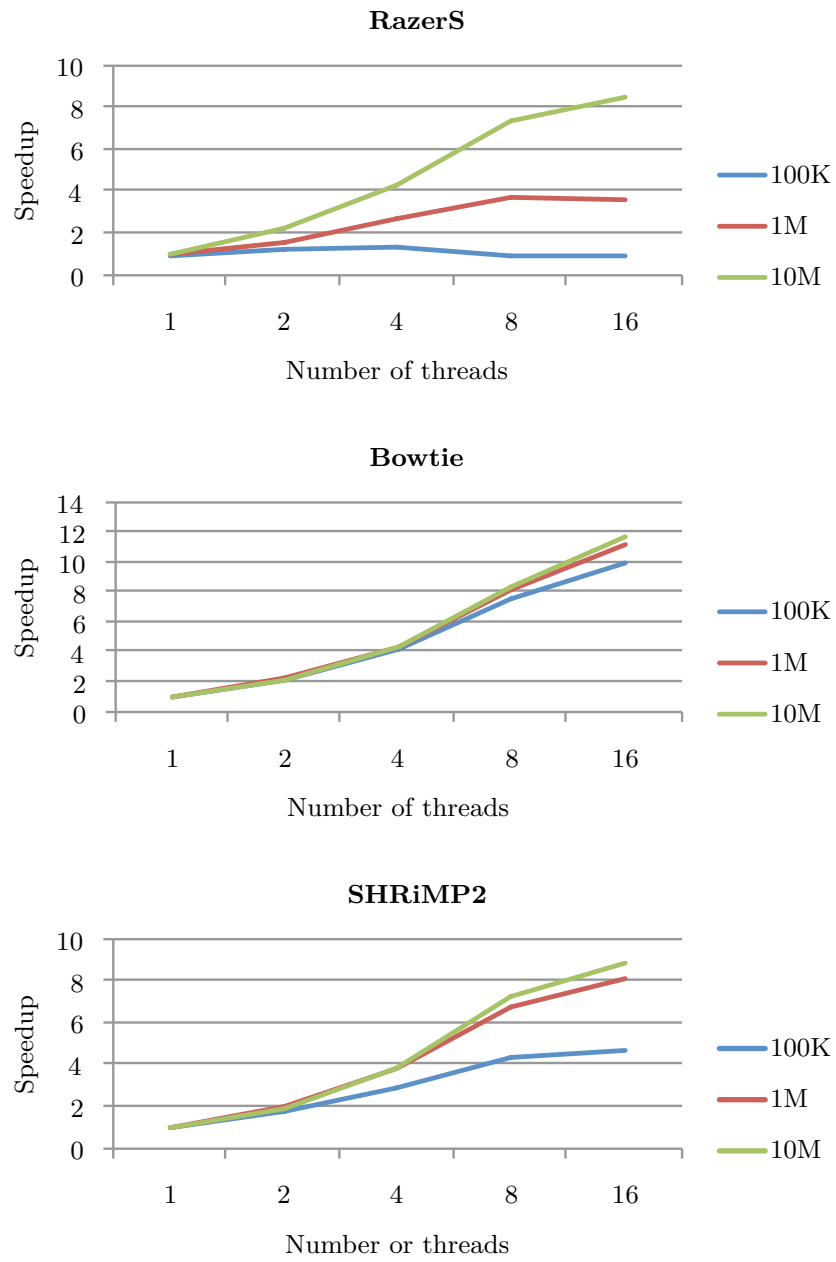 RazerS
10
8
6
4
2
0
Speedup
1 2 4 8 16
Number of threads
100K
1M
10M
Bowtie
14
12
10
8
6
4
2
0
Speedup
1 2 4 8 16
Number of threads
100K
1M
10M
SHRiMP2
10
8
6
4
2
0
Speedup
1 2 4 8 16
Number or threads
100K
1M
10M